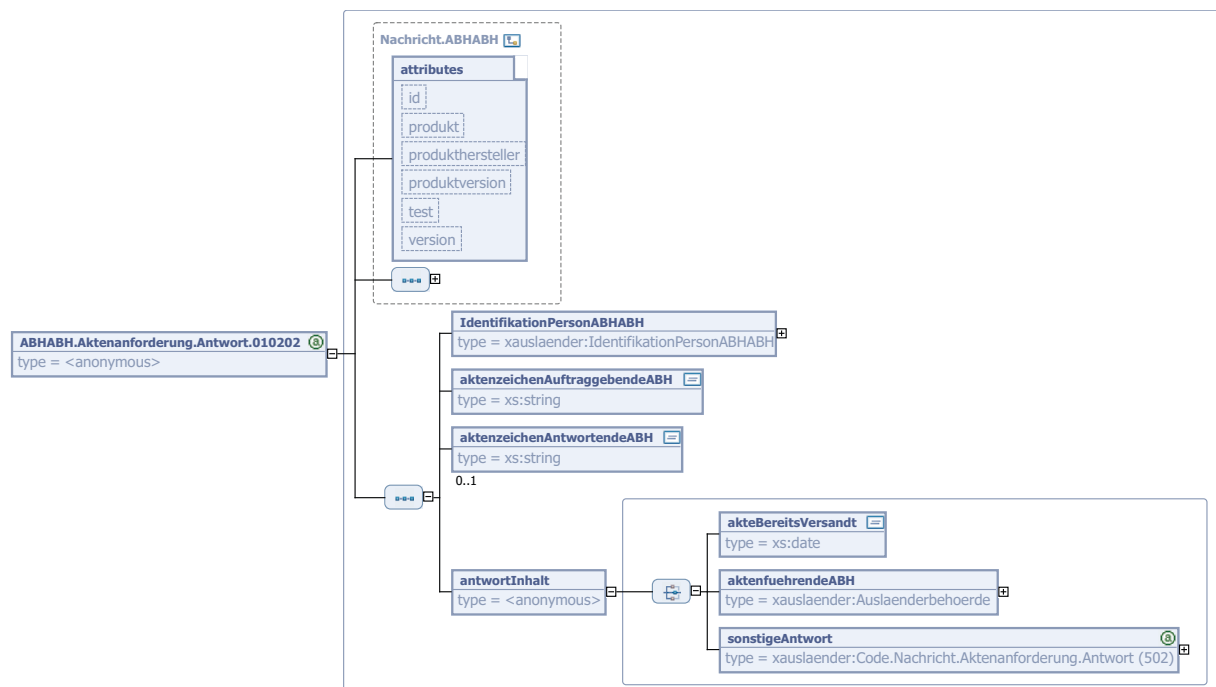 Nachricht.ABHABH
attributes
id
produkt
produkthersteller
produktversion
test
version
ABHABH.Aktenanforderung.Antwort.010202 a
type = <anonymous>
IdentifikationPersonABHABH
type = xauslaender:IdentifikationPersonABHABH
aktenzeichenAuftraggebendeABH
type = xs:string
aktenzeichenAntwortendeABH
type = xs:string
0..1
antwortInhalt
type = <anonymous>
akteBereitsVersandt
type = xs:date
aktenfuehrendeABH
type = xauslaender:Auslaenderbehoerde
sonstigeAntwort a
type = xauslaender:Code.Nachricht.Aktenanforderung.Antwort (502)